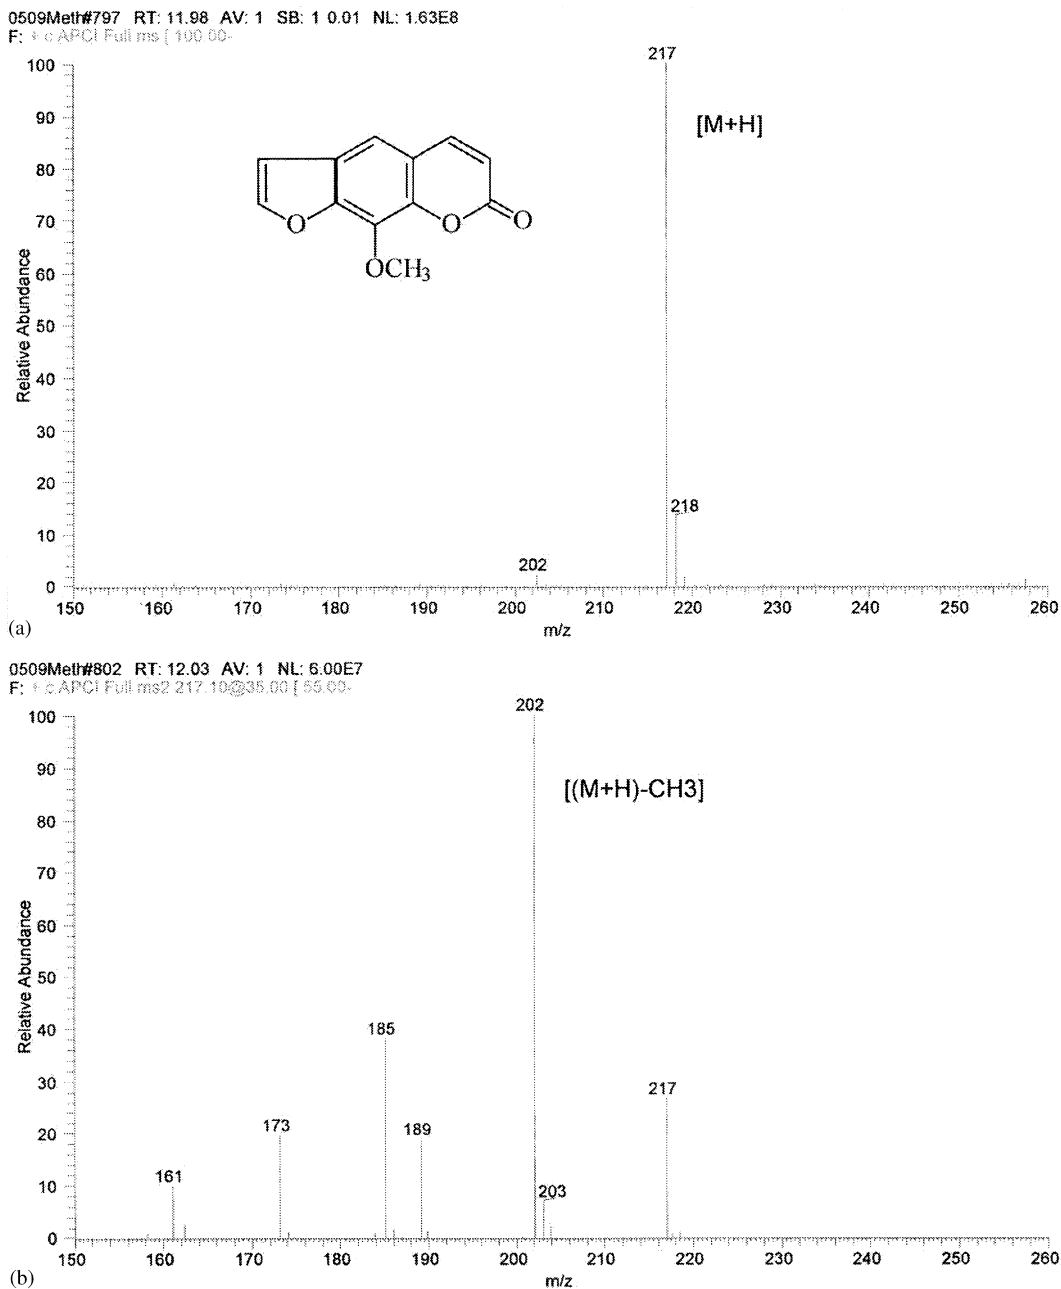 0509Meth#797 RT: 11.98 AV: 1 SB: 1 0.01 NL: 1.63E8
F: + c APCI Full ms [ 100.00-
217
100
90
80
70
60
50
40
30
20
10
0
Relative Abundance
[M+H]
O
O
O
OCH3
218
202
150 160 170 180 190 200 210 220 230 240 250 260
m/z
(a)
0509Meth#802 RT: 12.03 AV: 1 NL: 6.00E7
F: + c APCI Full ms2 217.10@35.00 [ 55.00-
202
100
90
80
70
60
50
40
30
20
10
0
Relative Abundance
[(M+H)-CH3]
185
217
173
189
161
203
150 160 170 180 190 200 210 220 230 240 250 260
m/z
(b)